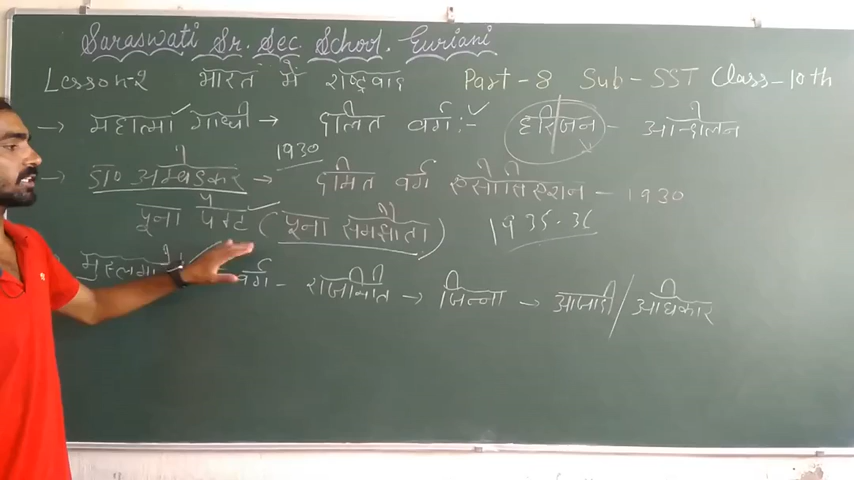 Saraswati Sr. Sec. School. Guriani
Lesson-2 भारत में राष्ट्रवाद Part-8 Sub-SST Class-10th
→ महात्मा गांधी → दलित वर्ग :- हरिजन - आन्दोलन
1930
→ डा० अम्बेडकर → दमित वर्ग एसोसिएशन - 1930
पूना पैक्ट (पूना समझौता) 1935-36
वर्ग - राजनीति → जिन्ना → आजादी / अधिकार